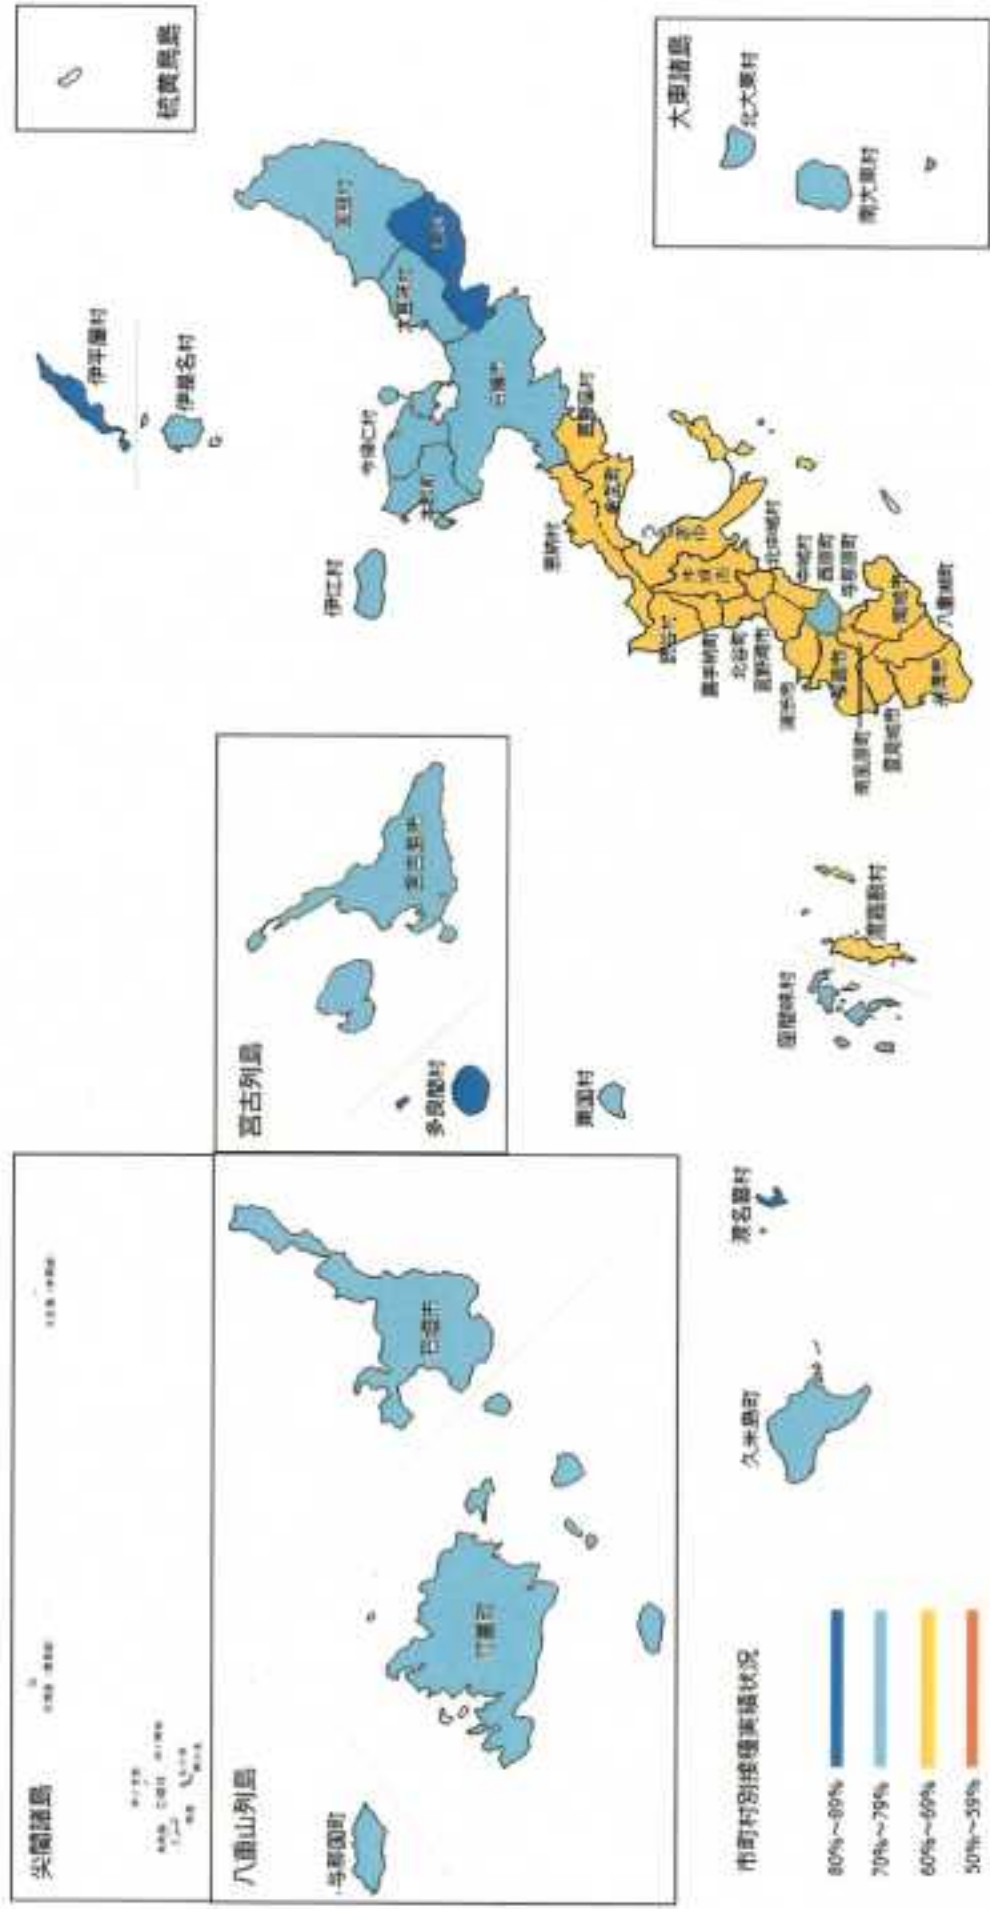 尖閣諸島
八重山列島
与那国町
竹富町
石垣市
宮古列島
多良間村
宮古島市
硫黄鳥島
伊平屋村
伊是名村
伊江村
今帰仁村
本部町
国頭村
大宜味村
東村
名護市
宜野座村
金武町
恩納村
うるま市
沖縄市
読谷村
嘉手納町
北谷町
宜野湾市
浦添市
那覇市
北中城村
中城村
西原町
与那原町
南城市
八重瀬町
糸満市
南風原町
豊見城市
大東諸島
北大東村
南大東村
粟国村
渡名喜村
座間味村
渡嘉敷村
久米島町
市町村別接種実績状況
80%~89%
70%~79%
60%~69%
50%~59%